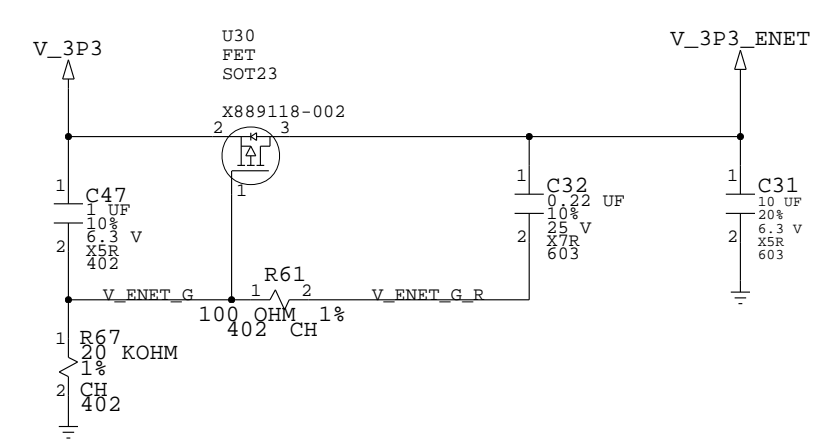 V_3P3
U30
FET
SOT23
X889118-002
V_3P3_ENET
2
3
1
1
C47
1 UF
10%
6.3 V
X5R
402
2
1
C32
0.22 UF
10%
25 V
X7R
603
2
1
C31
10 UF
20%
6.3 V
X5R
603
2
V_ENET_G
R61
1
2
100 OHM 1%
402 CH
V_ENET_G_R
1
R67
20 KOHM
1%
CH
402
2